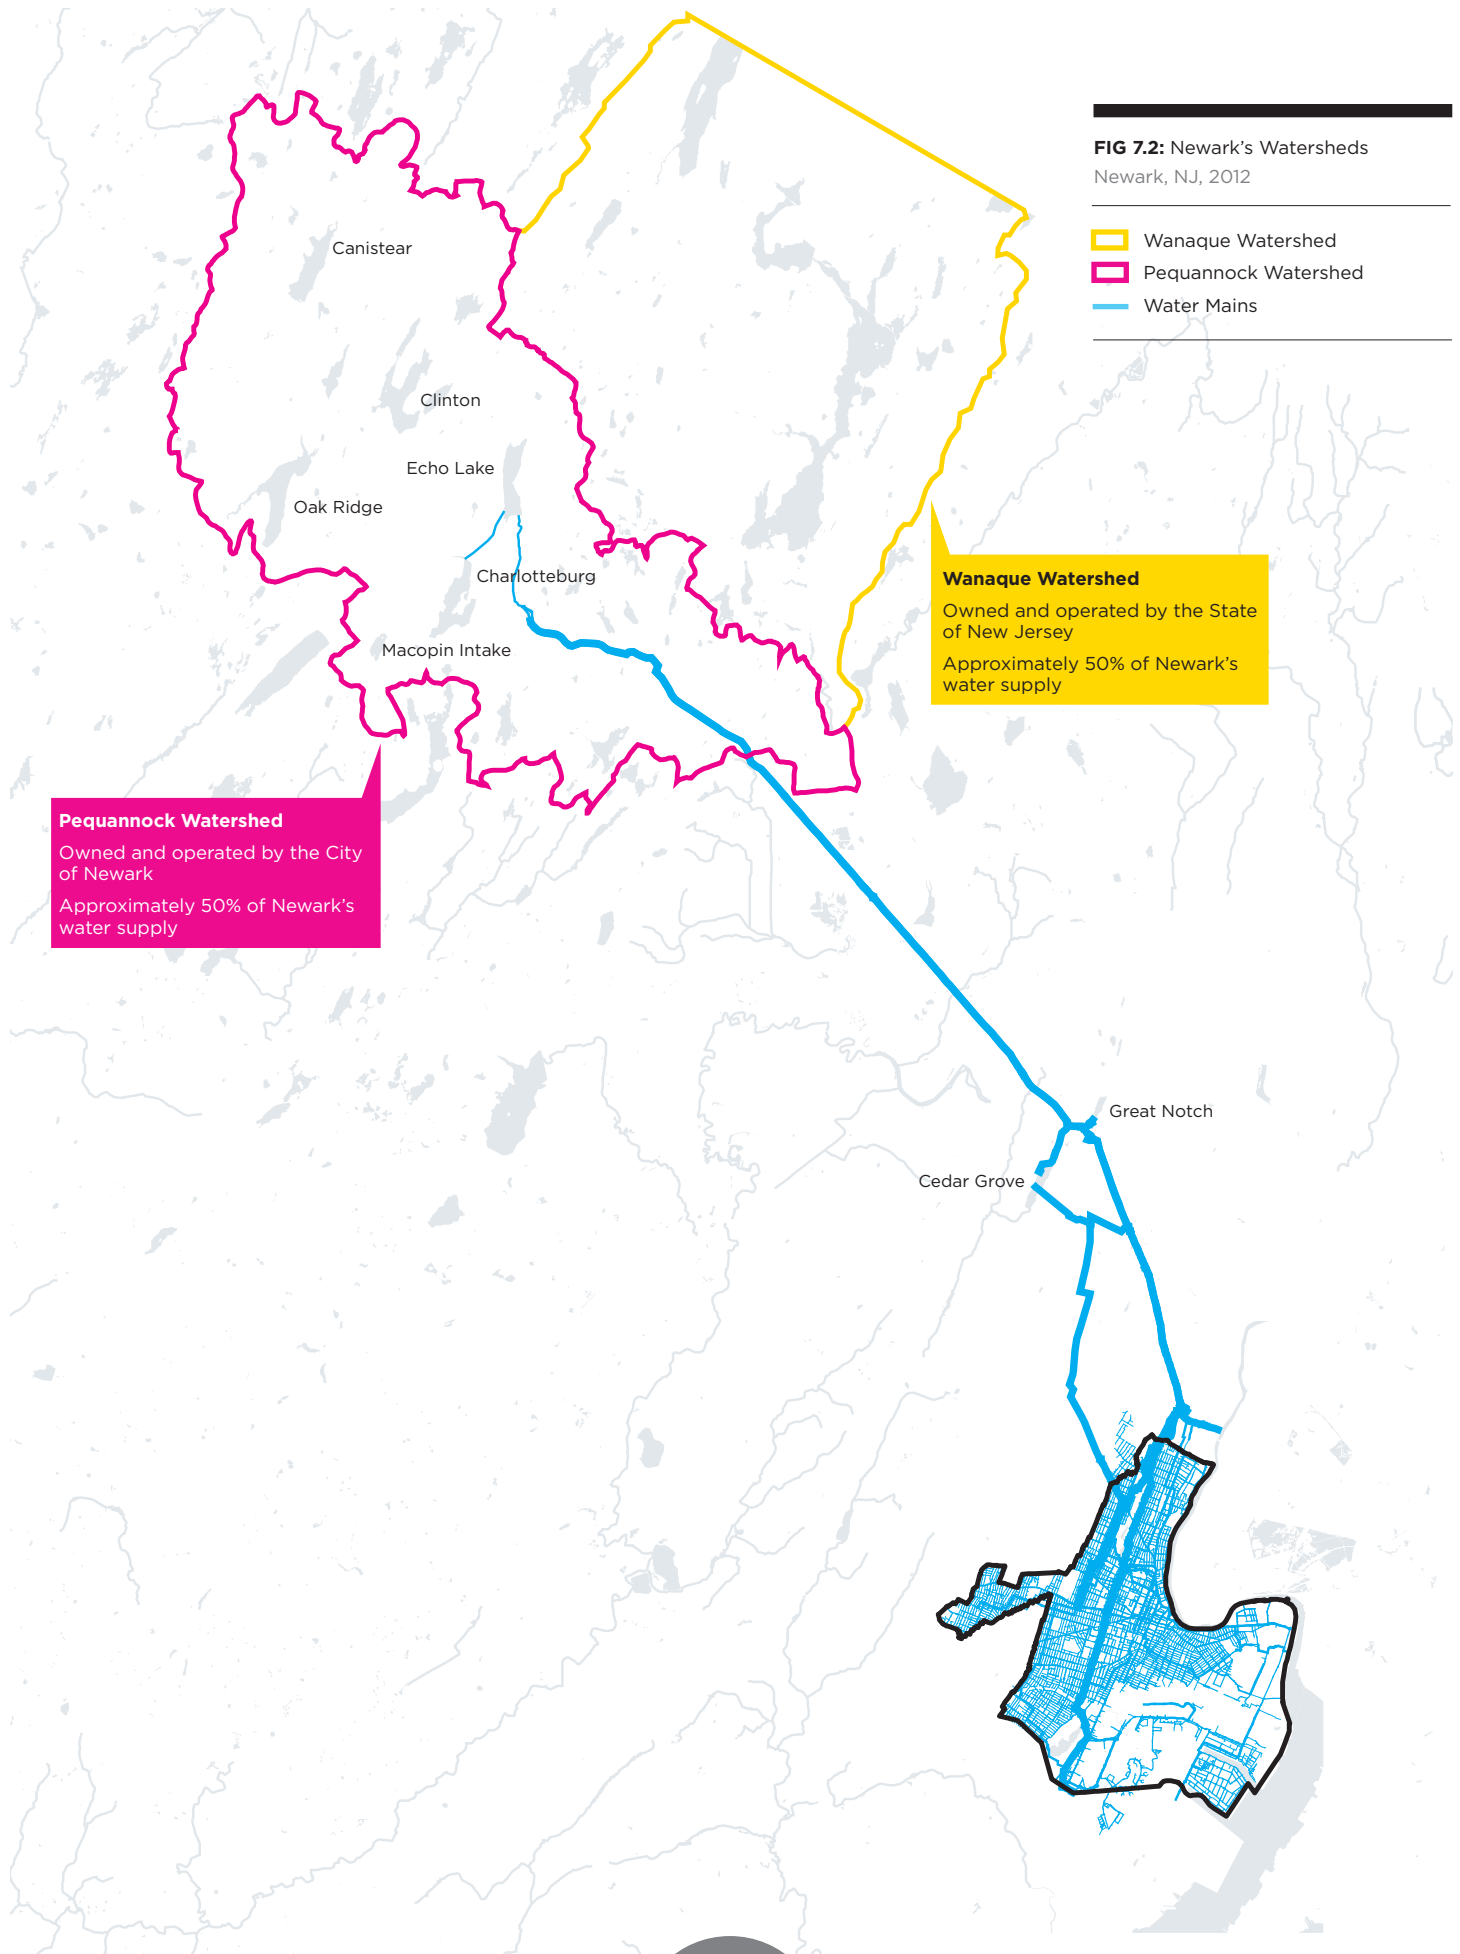 FIG 7.2: Newark's Watersheds
Newark, NJ, 2012
Wanaque Watershed
Pequannock Watershed
Water Mains
Canistear
Clinton
Echo Lake
Oak Ridge
Charlotteburg
Macopin Intake
Wanaque Watershed
Owned and operated by the State
of New Jersey
Approximately 50% of Newark's
water supply
Pequannock Watershed
Owned and operated by the City
of Newark
Approximately 50% of Newark's
water supply
Great Notch
Cedar Grove